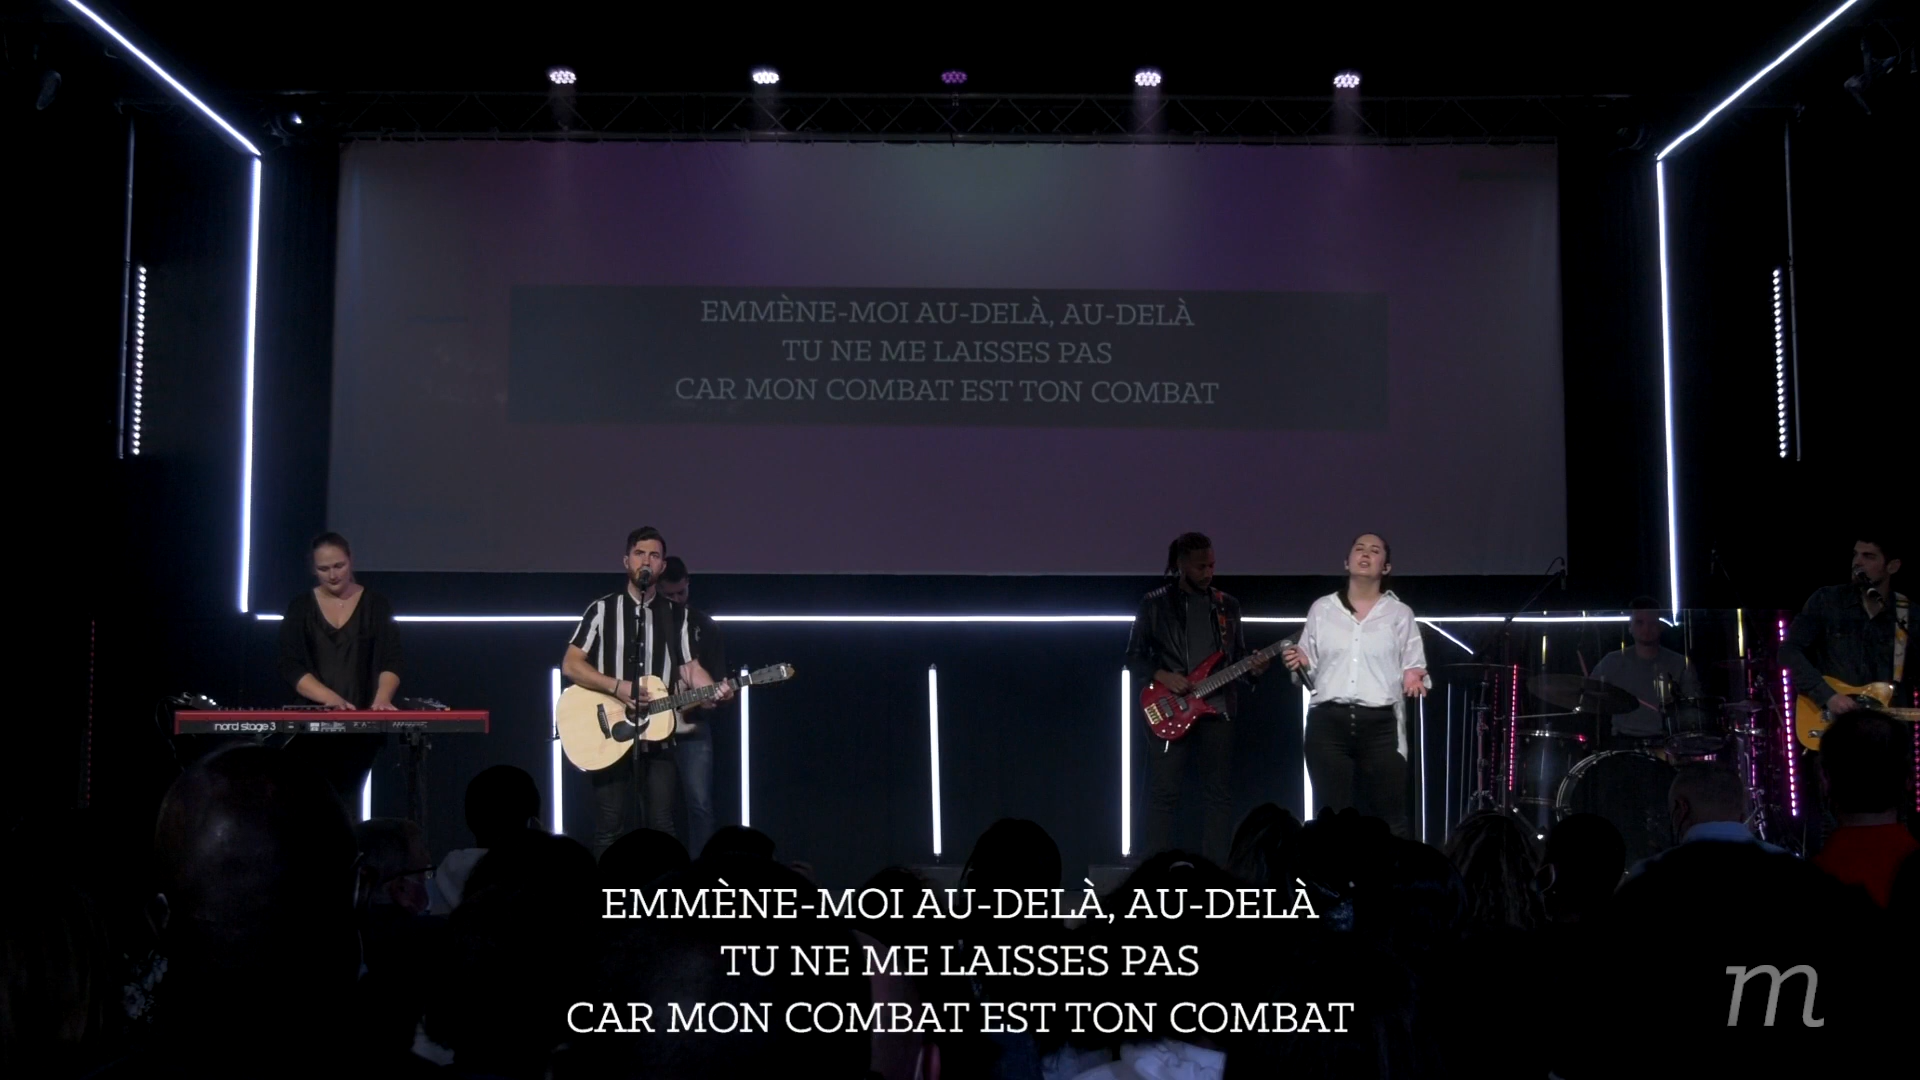 EMMÈNE-MOI AU-DELÀ, AU-DELÀ
TU NE ME LAISSES PAS
CAR MON COMBAT EST TON COMBAT
nord stage 3
EMMÈNE-MOI AU-DELÀ, AU-DELÀ
TU NE ME LAISSES PAS
CAR MON COMBAT EST TON COMBAT
m